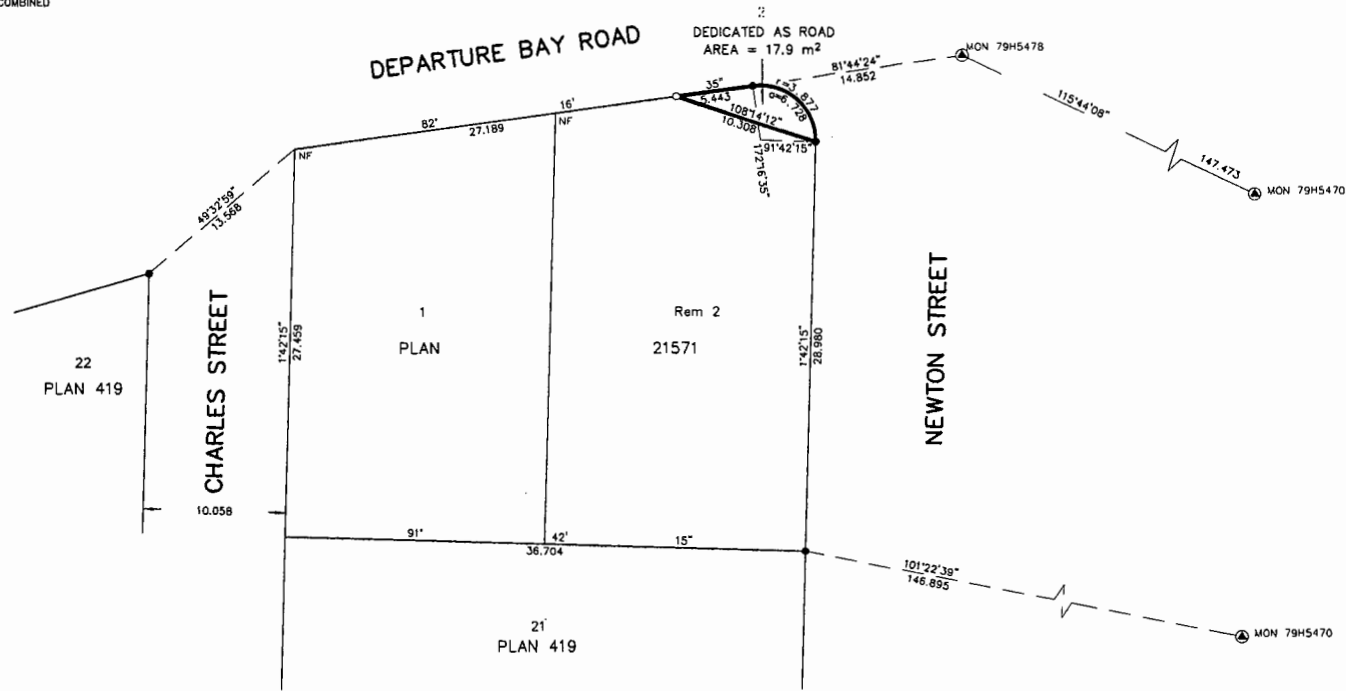 COMBINED
DEPARTURE BAY ROAD
2
DEDICATED AS ROAD
AREA = 17.9 m²
MON 79H5478
81°44'24"
14.852
115°44'08"
147.473
MON 79H5470
35"
5.443
r=3.877
a=6.728
108°14'12"
10.308
91°42'15"
172°16'35"
82°
27.189
16'
NF
NF
49°32'59"
13.568
22
PLAN 419
CHARLES STREET
10.058
1°42'15"
27.459
1
PLAN
Rem 2
21571
1°42'15"
28.980
NEWTON STREET
91°
42'
15"
36.704
101°22'39"
146.895
MON 79H5470
21
PLAN 419